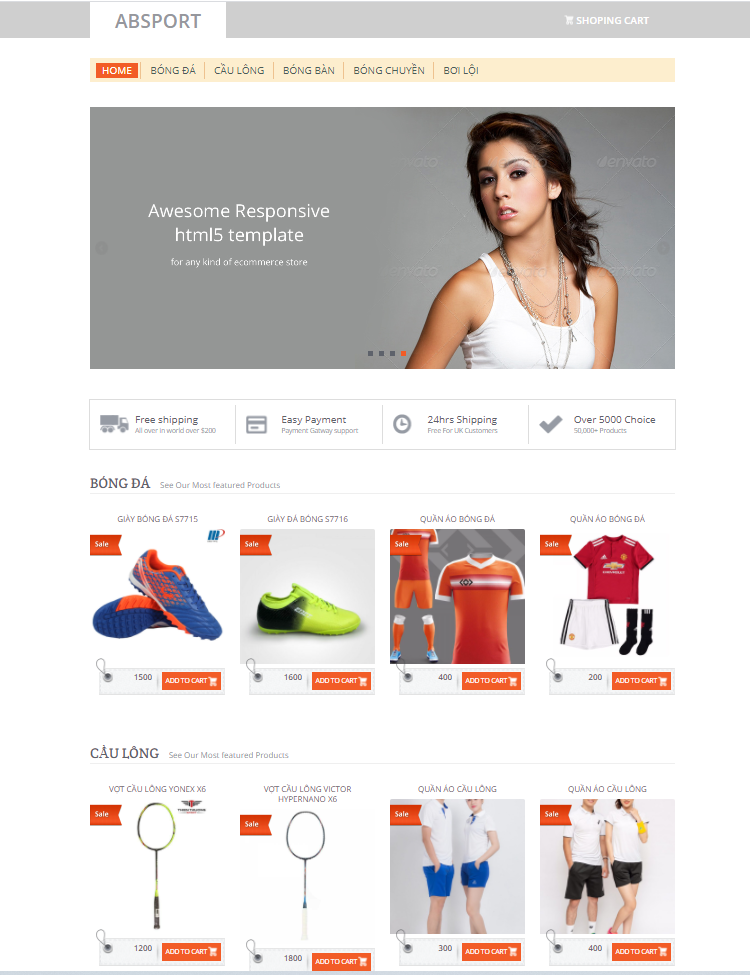 ABSPORT
SHOPING CART
HOME BÓNG ĐÁ CẦU LÔNG BÓNG BÀN BÓNG CHUYỀN BƠI LỘI
envato envato
Awesome Responsive
html5 template
for any kind of ecommerce store
envato envato
Free shipping
All over in world over $200
Easy Payment
Payment Gatway support
24hrs Shipping
Free For UK Customers
Over 5000 Choice
50,000+ Products
BÓNG ĐÁ See Our Most featured Products
GIÀY BÓNG ĐÁ S7715
Sale
1500 ADD TO CART
GIÀY ĐÁ BÓNG S7716
Sale
1600 ADD TO CART
QUẦN ÁO BÓNG ĐÁ
Sale
400 ADD TO CART
QUẦN ÁO BÓNG ĐÁ
Sale
CHEVROLET
200 ADD TO CART
CẦU LÔNG See Our Most featured Products
VỢT CẦU LÔNG YONEX X6
Sale
1200 ADD TO CART
VỢT CẦU LÔNG VICTOR
HYPERNANO X6
Sale
1800 ADD TO CART
QUẦN ÁO CẦU LÔNG
Sale
300 ADD TO CART
QUẦN ÁO CẦU LÔNG
Sale
400 ADD TO CART